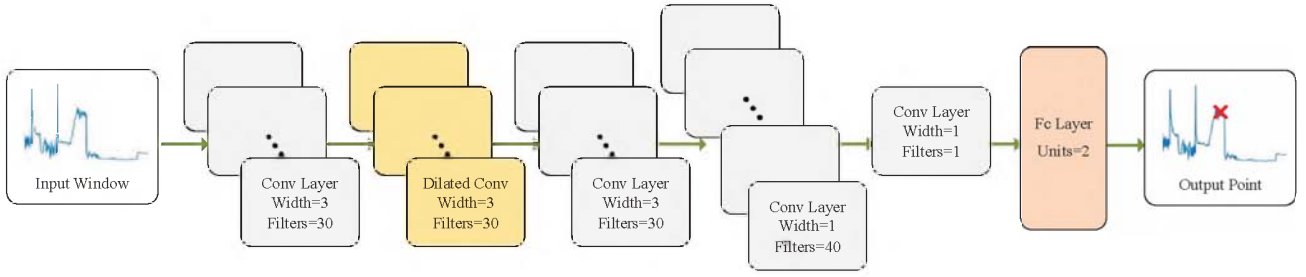 Input Window
Conv Layer
Width=3
Filters=30
Dilated Conv
Width=3
Filters=30
Conv Layer
Width=3
Filters=30
Conv Layer
Width=1
Filters=40
Conv Layer
Width=1
Filters=1
Fc Layer
Units=2
Output Point